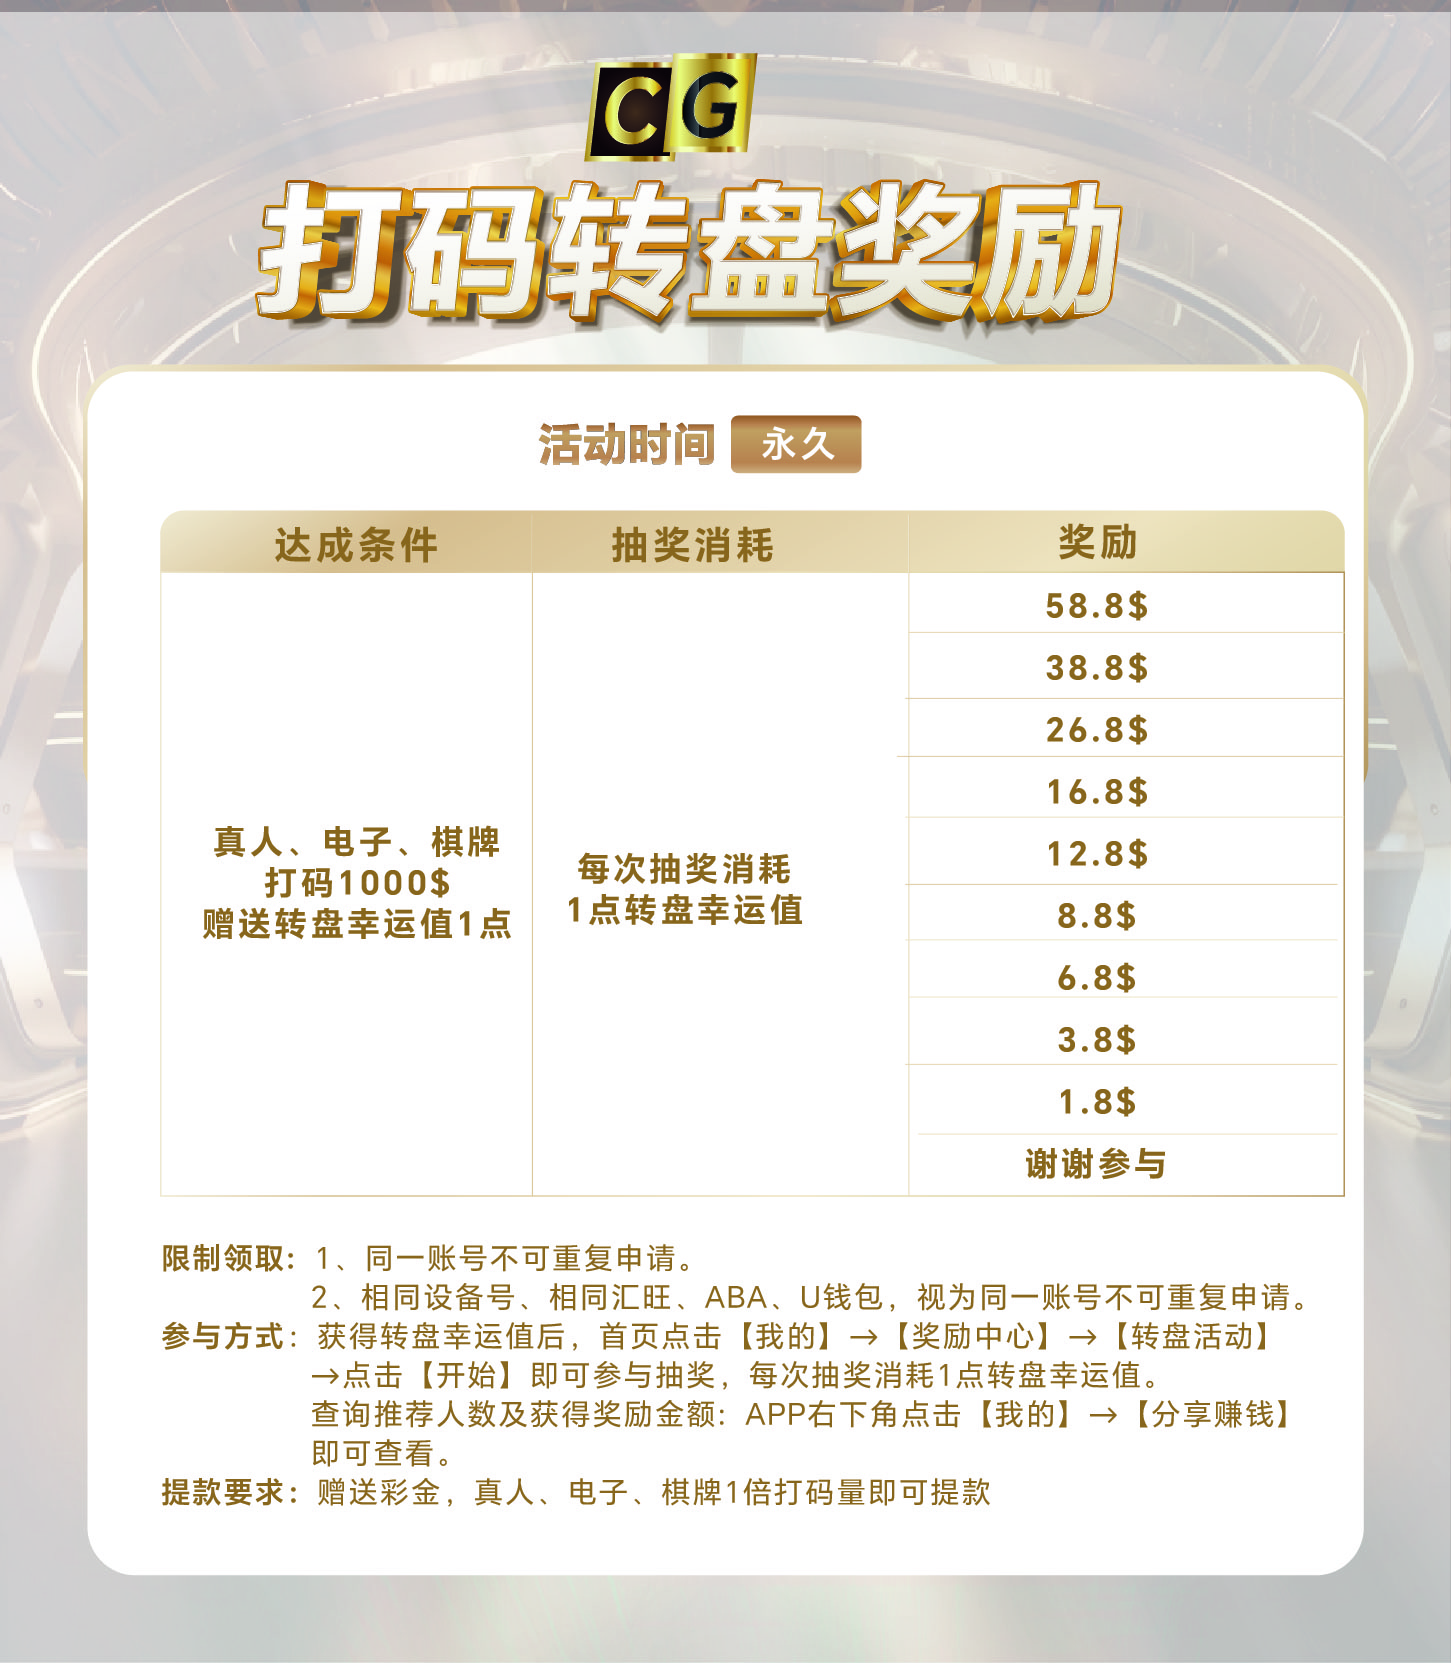 CG
打码转盘奖励
活动时间 永久
达成条件 抽奖消耗 奖励
真人、电子、棋牌
打码1000$
赠送转盘幸运值1点
每次抽奖消耗
1点转盘幸运值
58.8$
38.8$
26.8$
16.8$
12.8$
8.8$
6.8$
3.8$
1.8$
谢谢参与
限制领取：1、同一账号不可重复申请。
2、相同设备号、相同汇旺、ABA、U钱包，视为同一账号不可重复申请。
参与方式：获得转盘幸运值后，首页点击【我的】→【奖励中心】→【转盘活动】
→点击【开始】即可参与抽奖，每次抽奖消耗1点转盘幸运值。
查询推荐人数及获得奖励金额：APP右下角点击【我的】→【分享赚钱】
即可查看。
提款要求：赠送彩金，真人、电子、棋牌1倍打码量即可提款